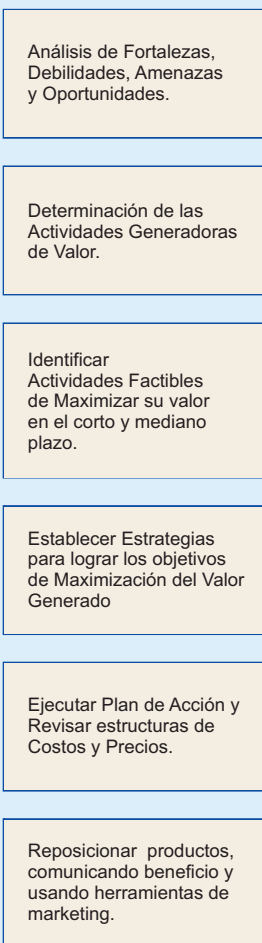 Análisis de Fortalezas,
Debilidades, Amenazas
y Oportunidades.
Determinación de las
Actividades Generadoras
de Valor.
Identificar
Actividades Factibles
de Maximizar su valor
en el corto y mediano
plazo.
Establecer Estrategias
para lograr los objetivos
de Maximización del Valor
Generado
Ejecutar Plan de Acción y
Revisar estructuras de
Costos y Precios.
Reposicionar productos,
comunicando beneficio y
usando herramientas de
marketing.